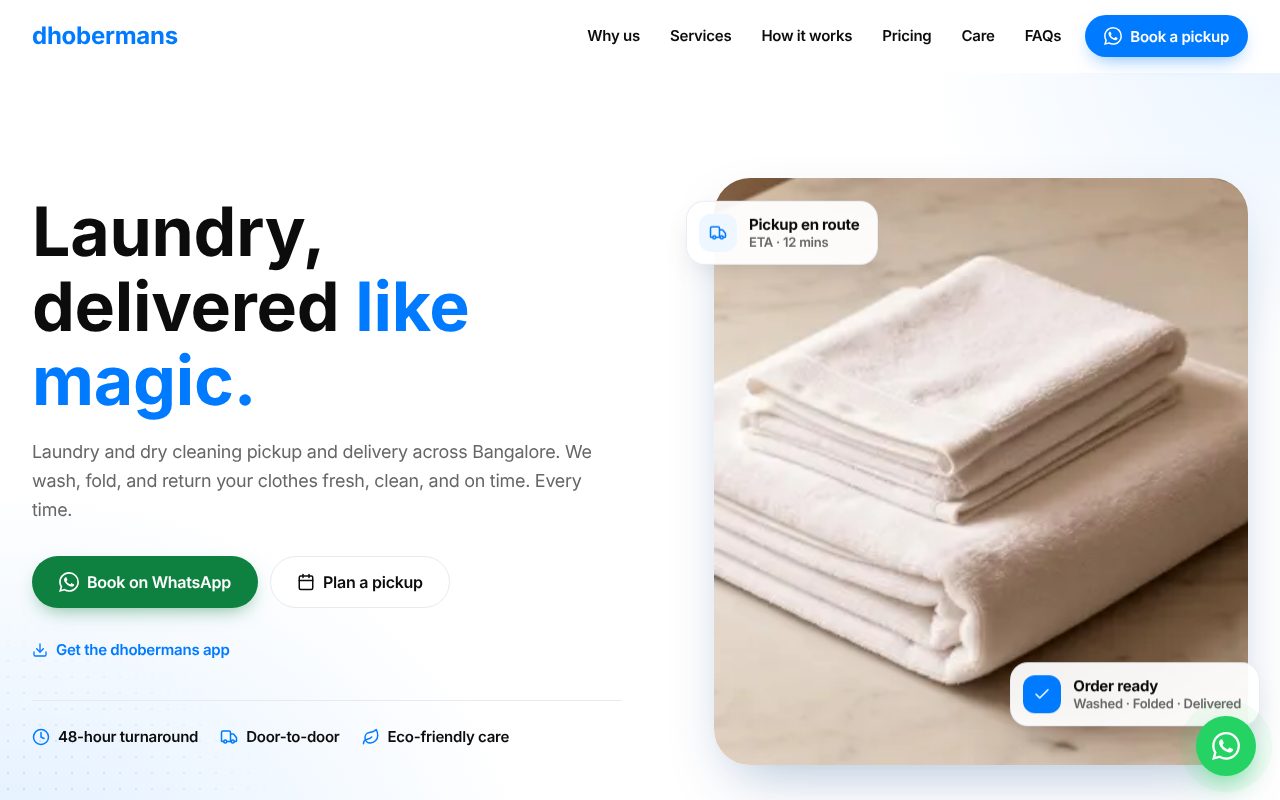 dhobermans
Why us
Services
How it works
Pricing
Care
FAQs
Book a pickup
Laundry,
delivered like
magic.
Laundry and dry cleaning pickup and delivery across Bangalore. We
wash, fold, and return your clothes fresh, clean, and on time. Every
time.
Book on WhatsApp
Plan a pickup
Get the dhobermans app
48-hour turnaround
Door-to-door
Eco-friendly care
Pickup en route
ETA · 12 mins
Order ready
Washed · Folded · Delivered